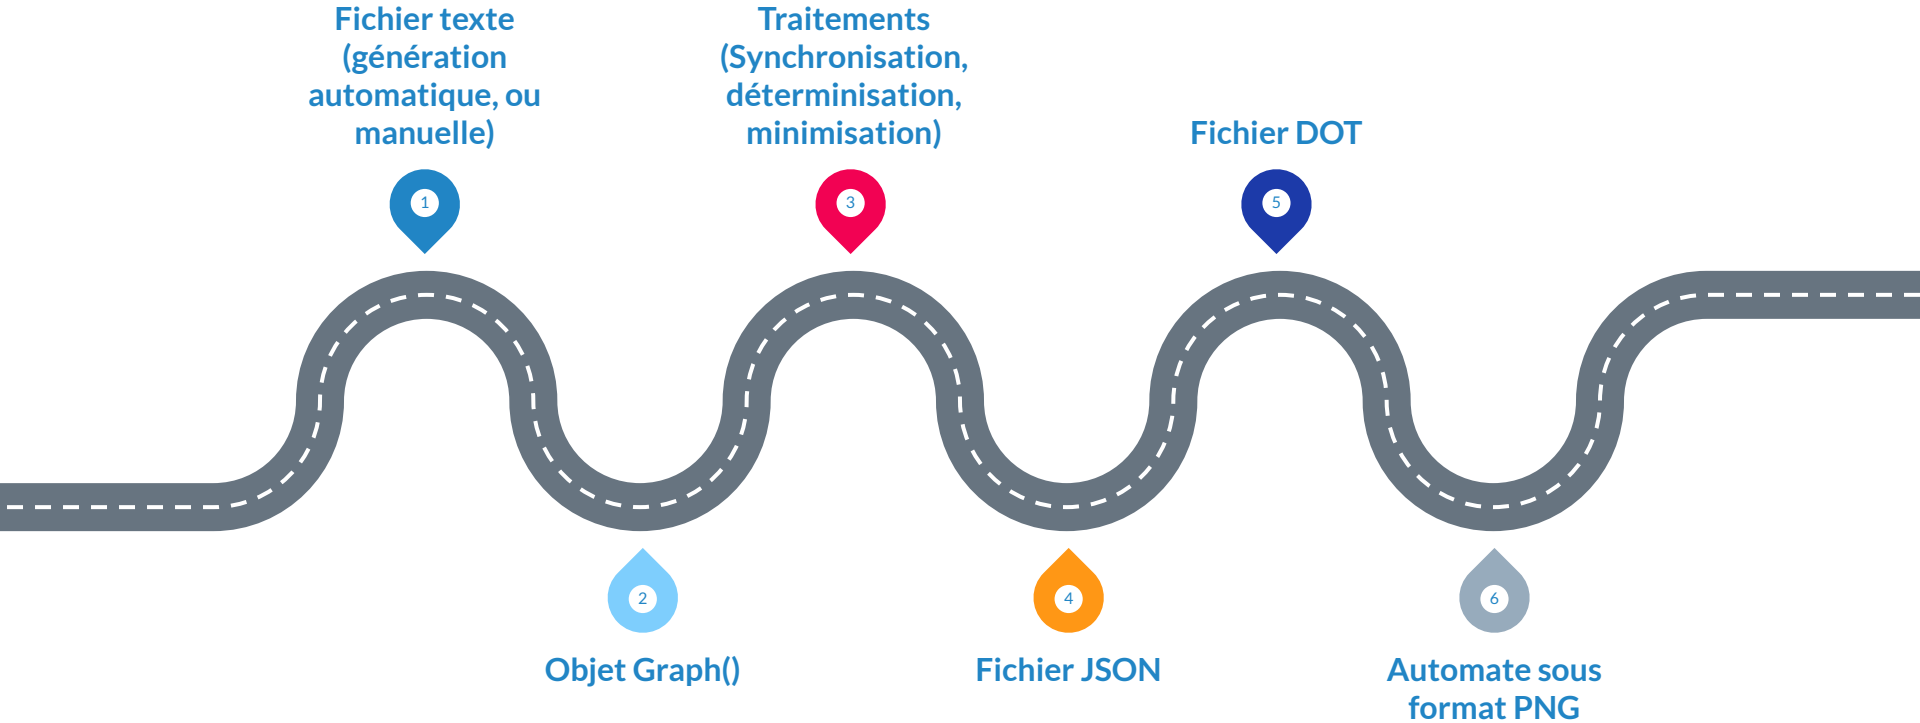 Fichier texte
(génération
automatique, ou
manuelle)
1
2
Objet Graph()
Traitements
(Synchronisation,
déterminisation,
minimisation)
3
4
Fichier JSON
Fichier DOT
5
6
Automate sous
format PNG